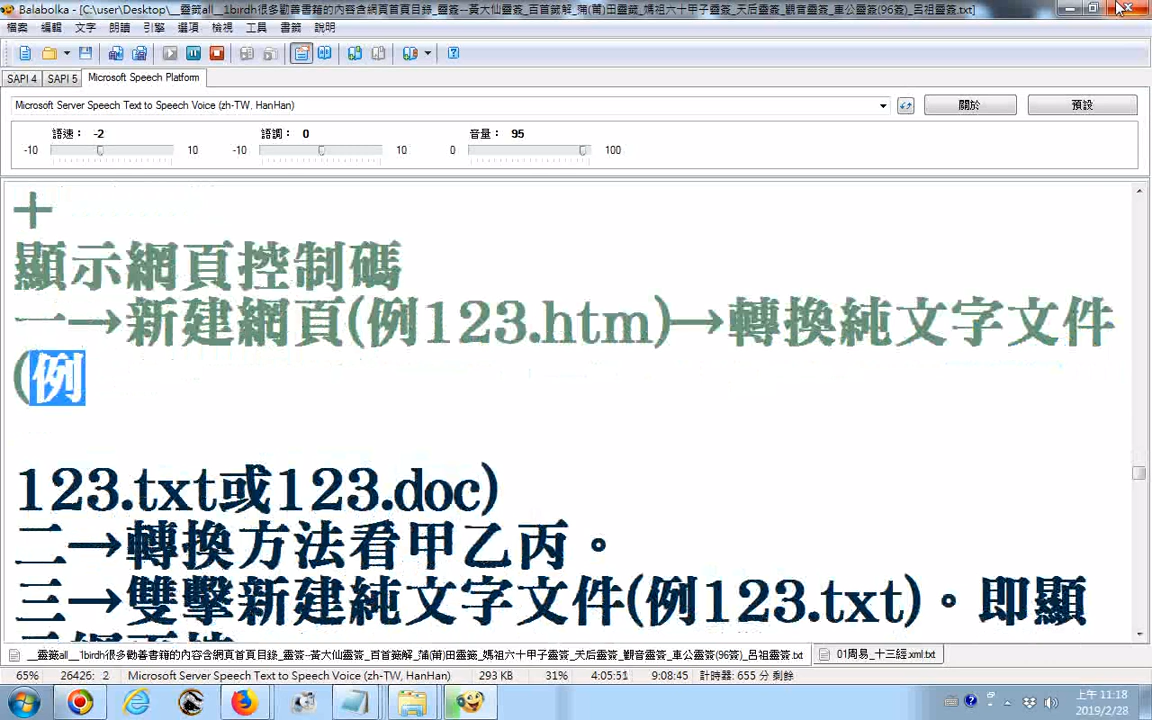 Balabolka - [C:\user\Desktop\__靈籤all__1birdh很多勸善書籍的內容含網頁首頁目錄_靈簽--黃大仙靈簽_百首籤解_蒲(莆)田靈籤_媽祖六十甲子靈簽_天后靈簽_觀音靈簽_車公靈簽(96簽)_呂祖靈簽.txt]
檔案 編輯 文字 朗讀 引擎 選項 檢視 工具 書籤 說明
SAPI 4 SAPI 5 Microsoft Speech Platform
Microsoft Server Speech Text to Speech Voice (zh-TW, HanHan) 關於 預設
語速： -2 語調： 0 音量： 95
-10 10 -10 10 0 100
十
顯示網頁控制碼
一→新建網頁(例123.htm)→轉換純文字文件
(例
123.txt或123.doc)
二→轉換方法看甲乙丙。
三→雙擊新建純文字文件(例123.txt)。即顯
__靈籤all__1birdh很多勸善書籍的內容含網頁首頁目錄_靈簽--黃大仙靈簽_百首籤解_蒲(莆)田靈籤_媽祖六十甲子靈簽_天后靈簽_觀音靈簽_車公靈簽(96簽)_呂祖靈簽.txt 01周易_十三經.xml.txt
65% 26426: 2 Microsoft Server Speech Text to Speech Voice (zh-TW, HanHan) 293 KB 31% 4:05:51 9:08:45 計時器: 655 分 剩餘
上午 11:18
2019/2/28